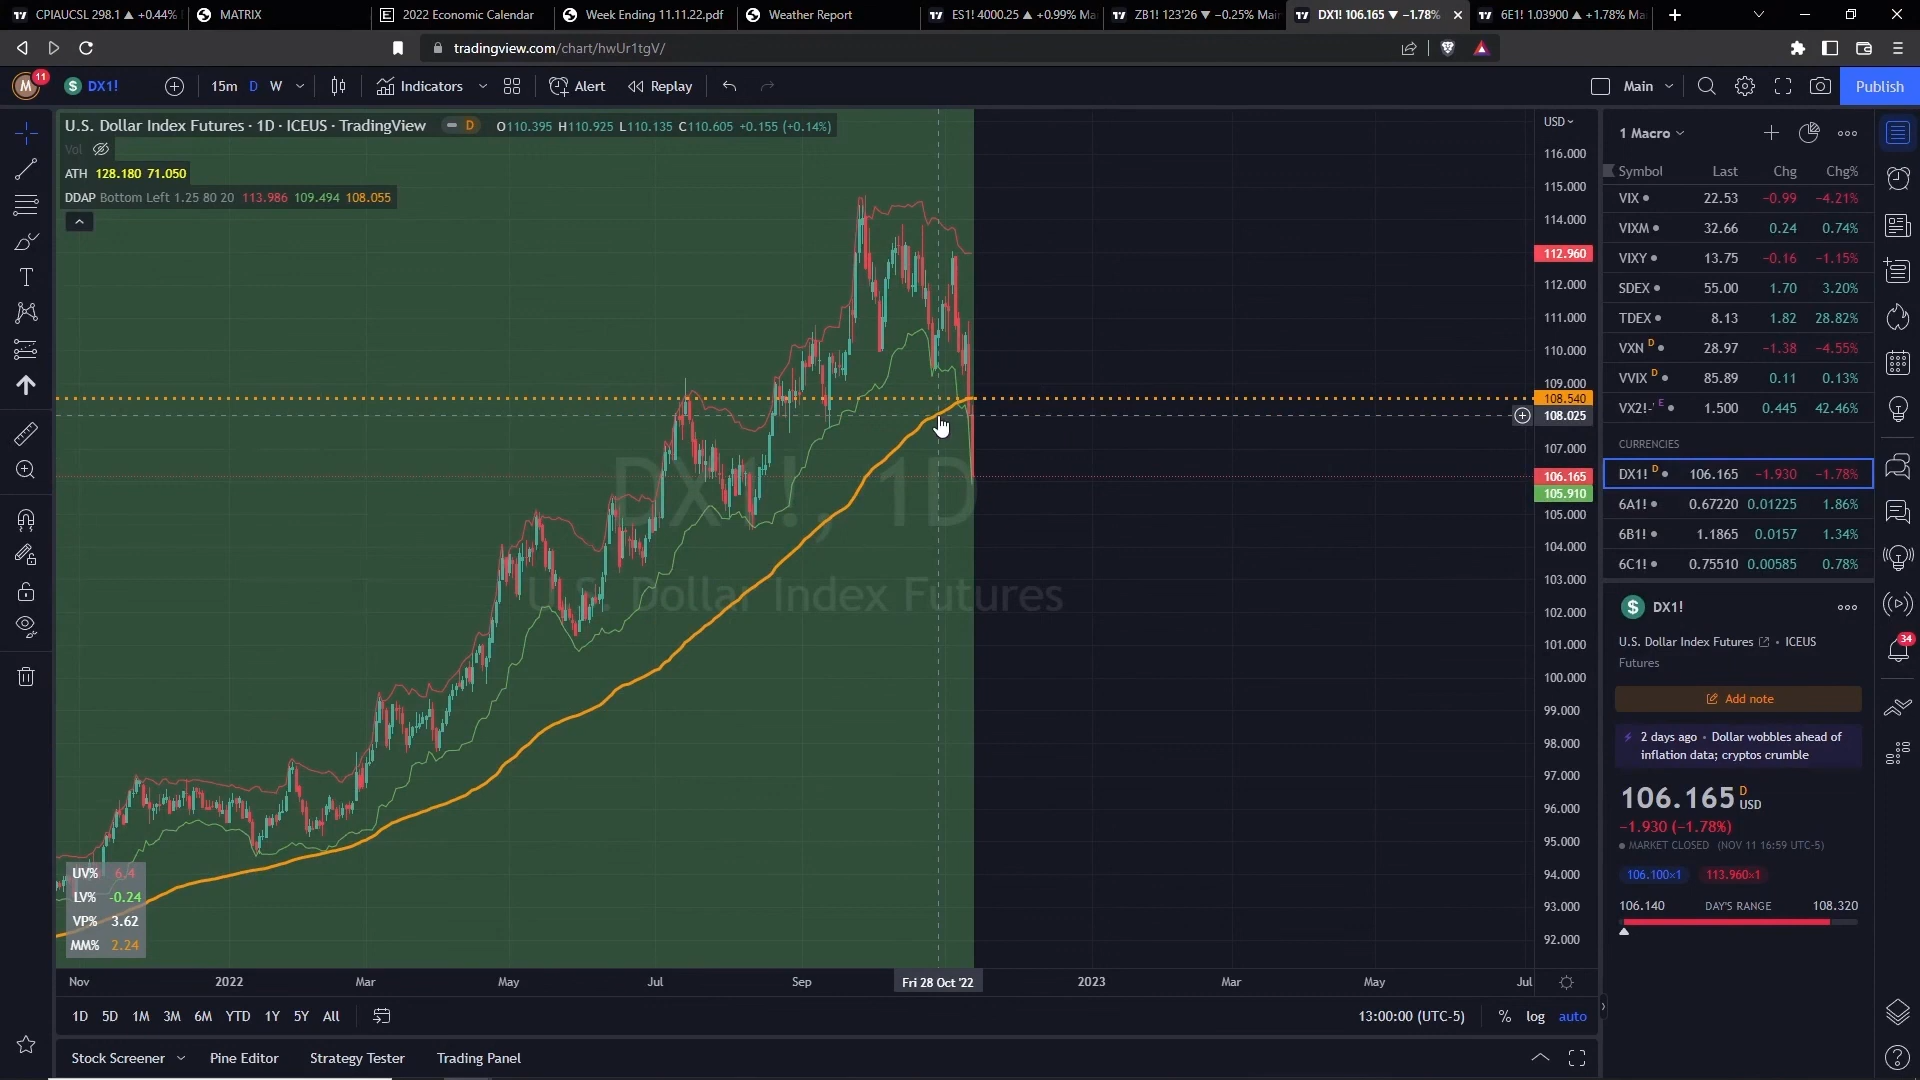 CPIAUCSL 298.1 ▲ +0.44%
MATRIX
2022 Economic Calendar
Week Ending 11.11.22.pdf
Weather Report
ES1! 4000.25 ▲ +0.99% Mai
ZB1! 123'26 ▼ −0.25% Main
DX1! 106.165 ▼ −1.78%
6E1! 1.03900 ▲ +1.78% Ma
tradingview.com/chart/hwUr1tgV/
M 11
$ DX1!
15m D W
Indicators
Alert
Replay
Main
Publish
U.S. Dollar Index Futures · 1D · ICEUS · TradingView
D
O110.395 H110.925 L110.135 C110.605 +0.155 (+0.14%)
Vol
ATH 128.180 71.050
DDAP Bottom Left 1.25 80 20 113.986 109.494 108.055
DX1!, 1D
U.S. Dollar Index Futures
USD
116.000
115.000
114.000
112.960
112.000
111.000
110.000
109.000
108.540
108.025
107.000
106.165
105.910
105.000
104.000
103.000
102.000
101.000
100.000
99.000
98.000
97.000
96.000
95.000
94.000
93.000
92.000
UV% 6.4
LV% -0.24
VP% 3.62
MM% 2.24
Nov 2022 Mar May Jul Sep Fri 28 Oct '22 2023 Mar May Jul
1D 5D 1M 3M 6M YTD 1Y 5Y All
13:00:00 (UTC-5) % log auto
Stock Screener Pine Editor Strategy Tester Trading Panel
1 Macro
Symbol Last Chg Chg%
VIX 22.53 −0.99 −4.21%
VIXM 32.66 0.24 0.74%
VIXY 13.75 −0.16 −1.15%
SDEX 55.00 1.70 3.20%
TDEX 8.13 1.82 28.82%
VXN D 28.97 −1.38 −4.55%
VVIX D 85.89 0.11 0.13%
VX2!-' E 1.500 0.445 42.46%
CURRENCIES
DX1! D 106.165 −1.930 −1.78%
6A1! 0.67220 0.01225 1.86%
6B1! 1.1865 0.0157 1.34%
6C1! 0.75510 0.00585 0.78%
$ DX1!
U.S. Dollar Index Futures • ICEUS
Futures
Add note
2 days ago • Dollar wobbles ahead of
inflation data; cryptos crumble
106.165 D USD
−1.930 (−1.78%)
MARKET CLOSED (NOV 11 16:59 UTC-5)
106.100×1 113.960×1
106.140 DAY'S RANGE 108.320
34